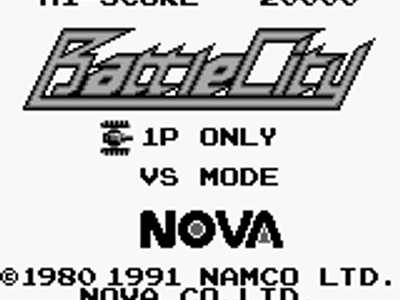 HI-SCORE 20000
BattleCity
1P ONLY
VS MODE
NOVA
©1980 1991 NAMCO LTD.
NOVA CO.,LTD.